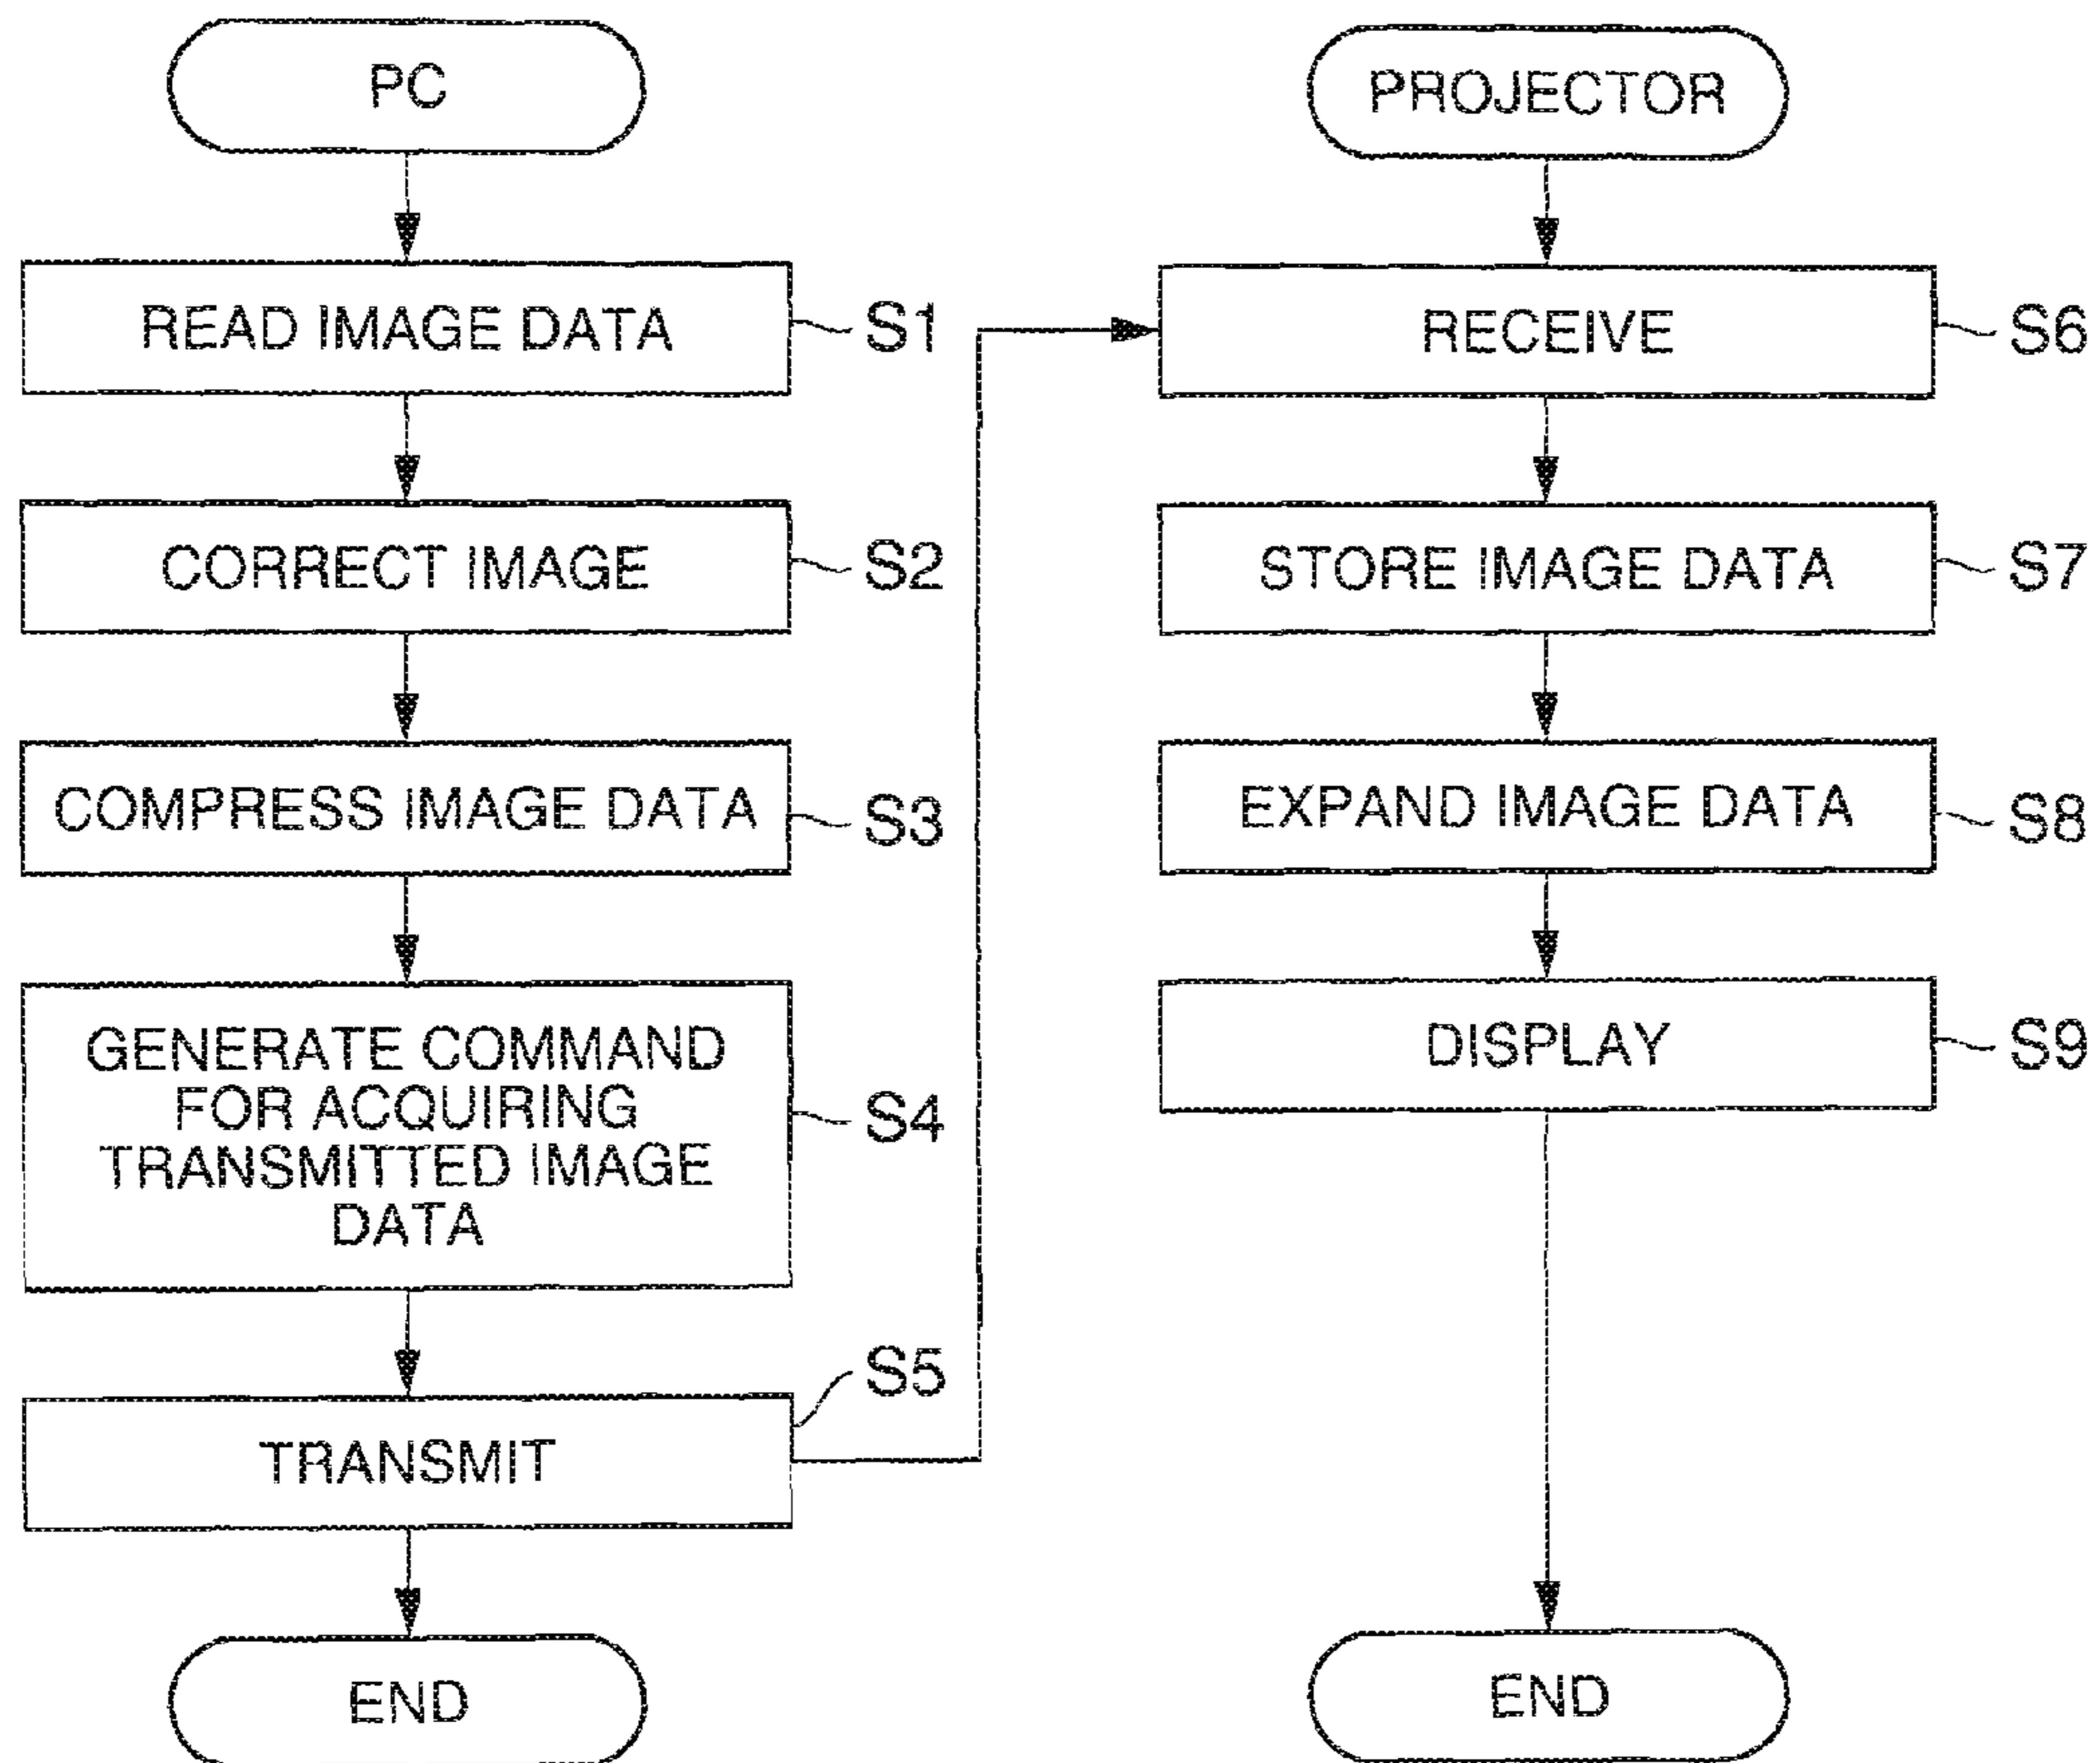 PC
READ IMAGE DATA
S1
CORRECT IMAGE
S2
COMPRESS IMAGE DATA
S3
GENERATE COMMAND
FOR ACQUIRING
TRANSMITTED IMAGE
DATA
S4
TRANSMIT
S5
END
PROJECTOR
RECEIVE
S6
STORE IMAGE DATA
S7
EXPAND IMAGE DATA
S8
DISPLAY
S9
END